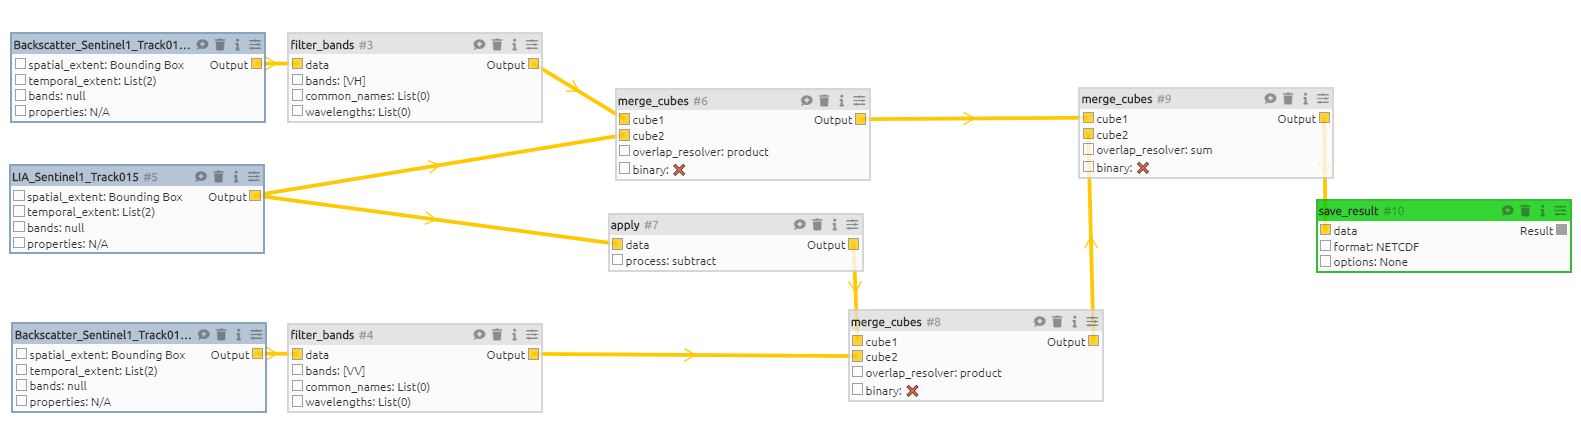 Backscatter_Sentinel1_Track01...
spatial_extent: Bounding Box
Output
temporal_extent: List(2)
bands: null
properties: N/A
filter_bands #3
data
Output
bands: [VH]
common_names: List(0)
wavelengths: List(0)
merge_cubes #6
cube1
Output
cube2
overlap_resolver: product
binary:
merge_cubes #9
cube1
Output
cube2
overlap_resolver: sum
binary:
LIA_Sentinel1_Track015 #5
spatial_extent: Bounding Box
Output
temporal_extent: List(2)
bands: null
properties: N/A
apply #7
data
Output
process: subtract
save_result #10
data
Result
format: NETCDF
options: None
Backscatter_Sentinel1_Track01...
spatial_extent: Bounding Box
Output
temporal_extent: List(2)
bands: null
properties: N/A
filter_bands #4
data
Output
bands: [VV]
common_names: List(0)
wavelengths: List(0)
merge_cubes #8
cube1
Output
cube2
overlap_resolver: product
binary: